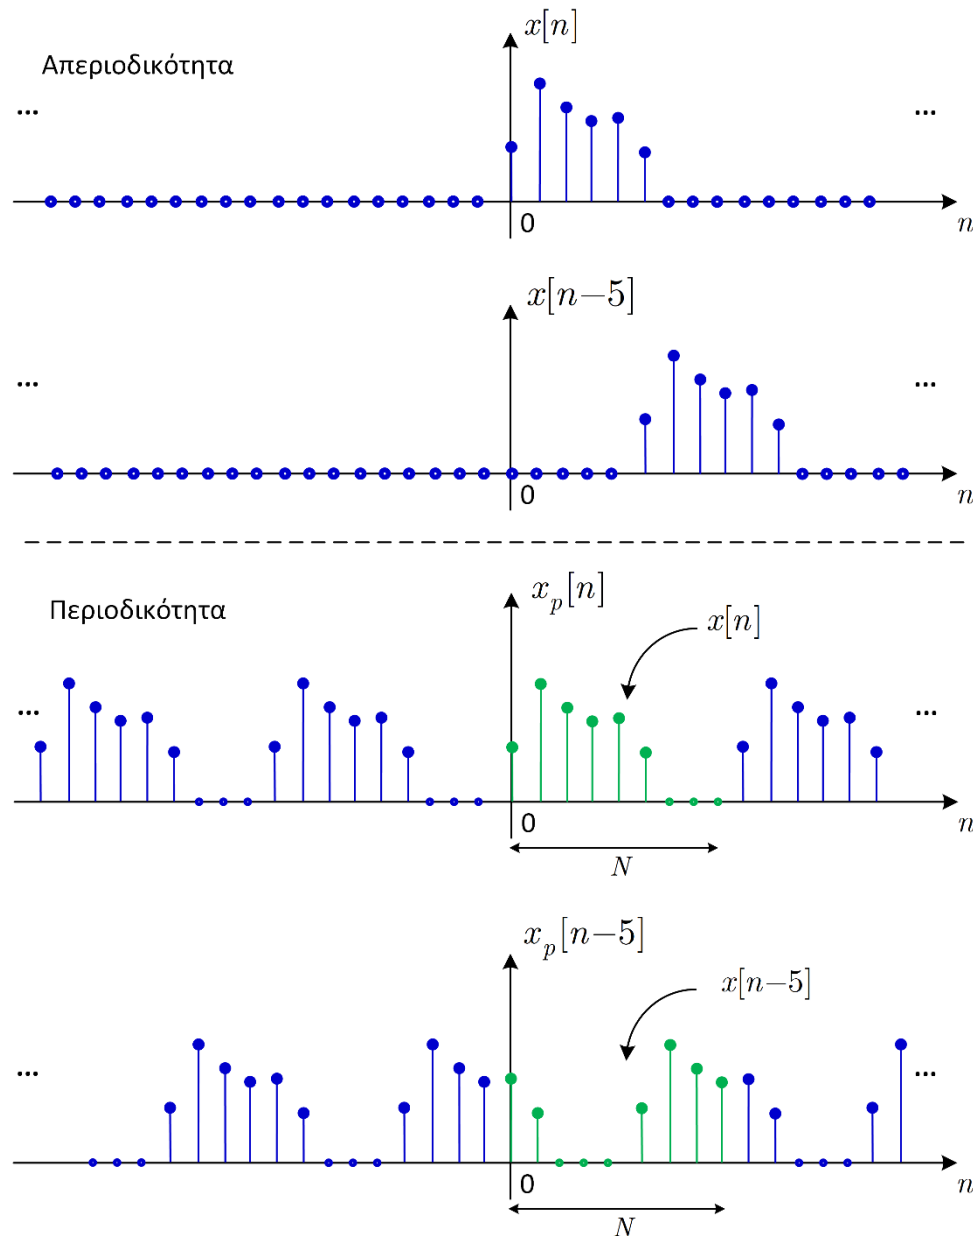 x[n]
Απεριοδικότητα
... ...
0
n
x[n−5]
... ...
0
n
Περιοδικότητα
x_p[n]
x[n]
... ...
0
n
N
x_p[n−5]
x[n−5]
... ...
0
n
N